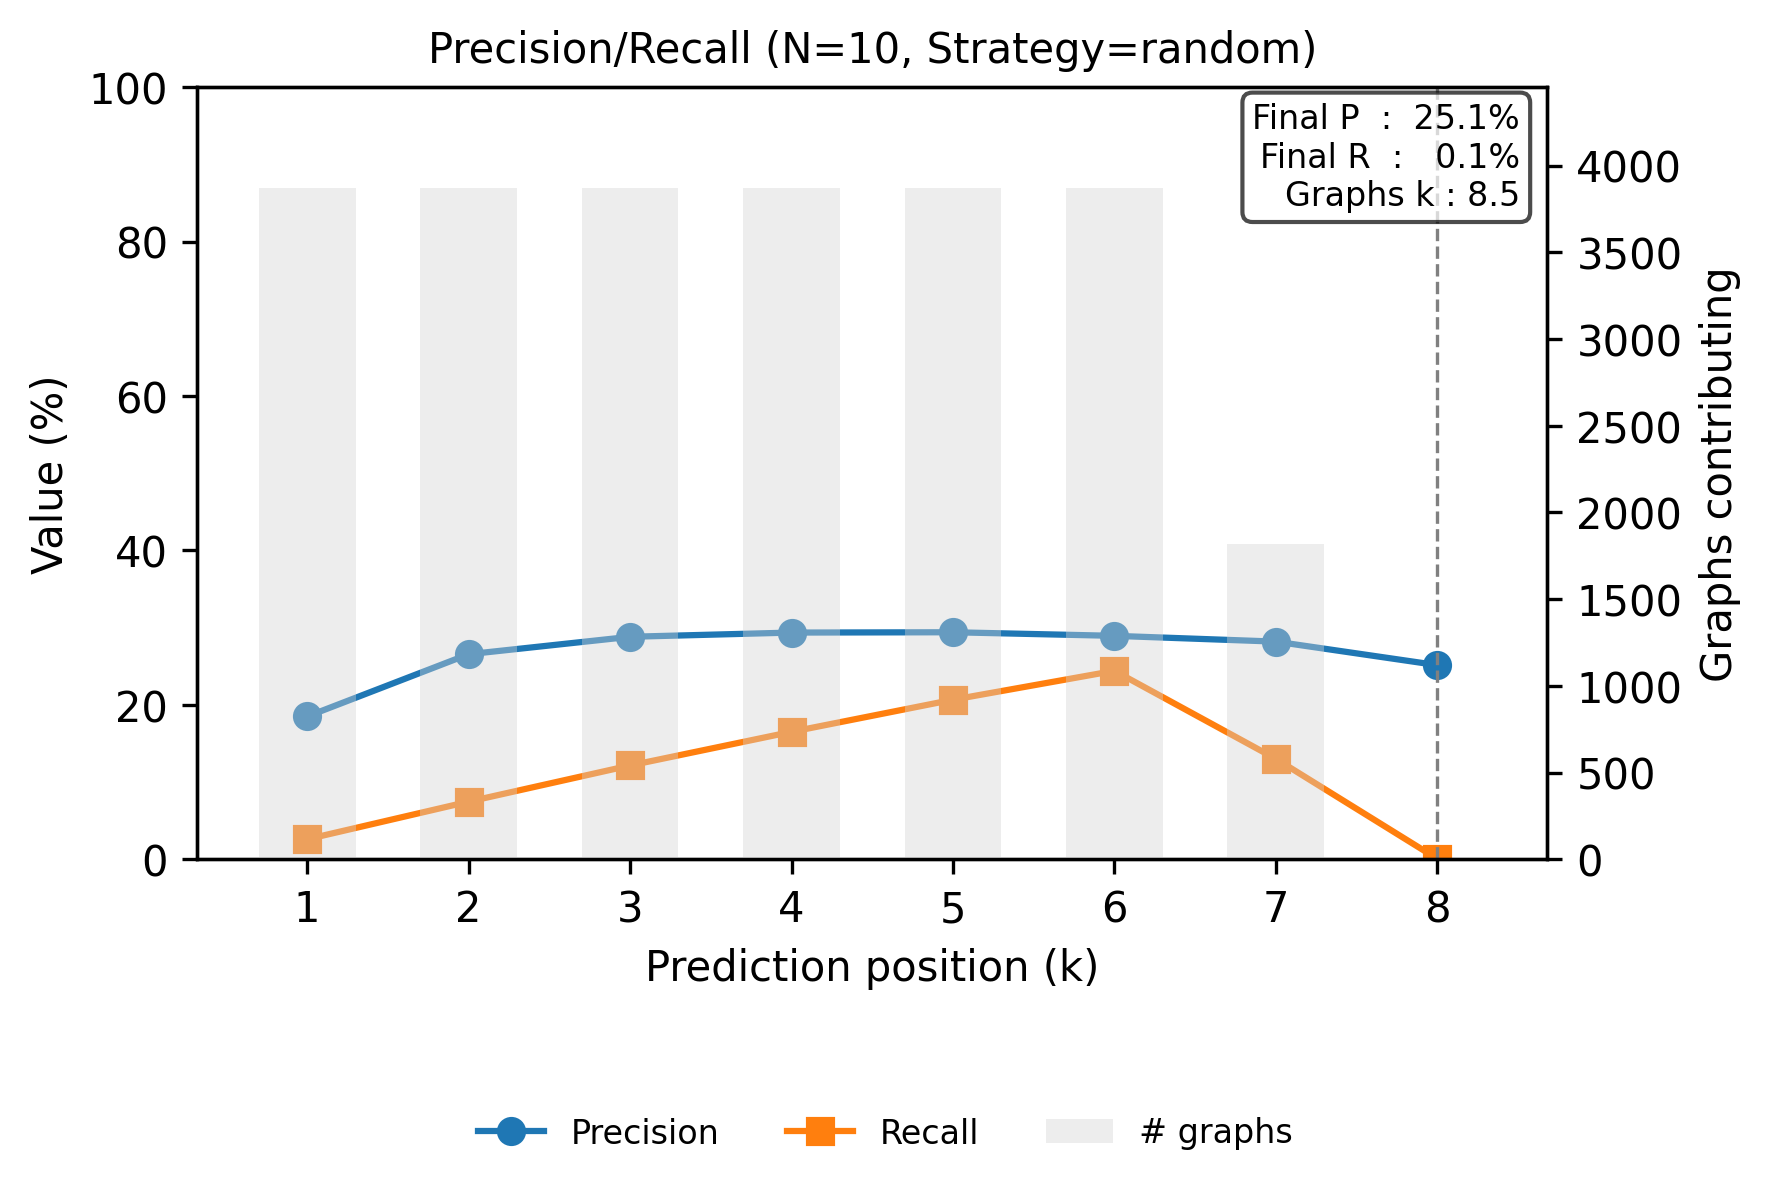 Precision/Recall (N=10, Strategy=random)
Final P : 25.1%
Final R : 0.1%
Graphs k : 8.5
100
80
60
40
20
0
Value (%)
4000
3500
3000
2500
2000
1500
1000
500
0
Graphs contributing
1 2 3 4 5 6 7 8
Prediction position (k)
Precision Recall # graphs